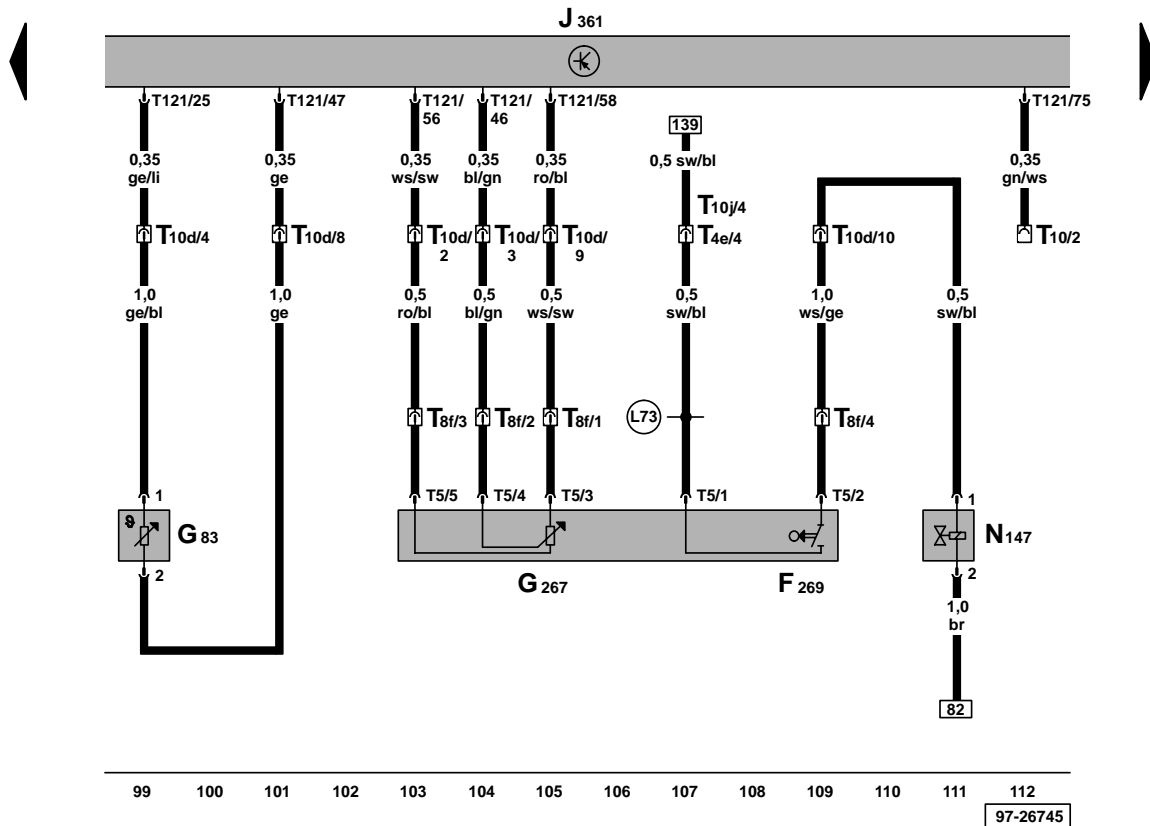 J 361
T121/25 T121/47 T121/ T121/ T121/58 T121/75
56 46
139
0,35 0,35 0,35 0,35 0,35 0,5 sw/bl 0,35
ge/li ge ws/sw bl/gn ro/bl gn/ws
T10j/4
T10d/4 T10d/8 T10d/ T10d/ T10d/ T4e/4 T10d/10 T10/2
2 3 9
1,0 1,0 0,5 0,5 0,5 0,5 1,0 0,5
ge/bl ge ro/bl bl/gn ws/sw sw/bl ws/ge sw/bl
T8f/3 T8f/2 T8f/1 L73 T8f/4
1 T5/5 T5/4 T5/3 T5/1 T5/2 1
ϑ G 83 N147
2 G 267 F 269 2
1,0
br
82
99 100 101 102 103 104 105 106 107 108 109 110 111 112
97-26745